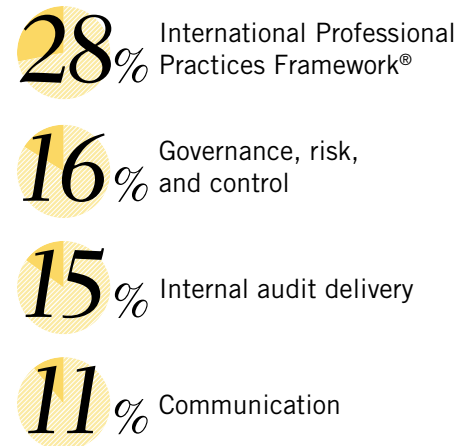 28% International Professional
Practices Framework®
16% Governance, risk,
and control
15% Internal audit delivery
11% Communication